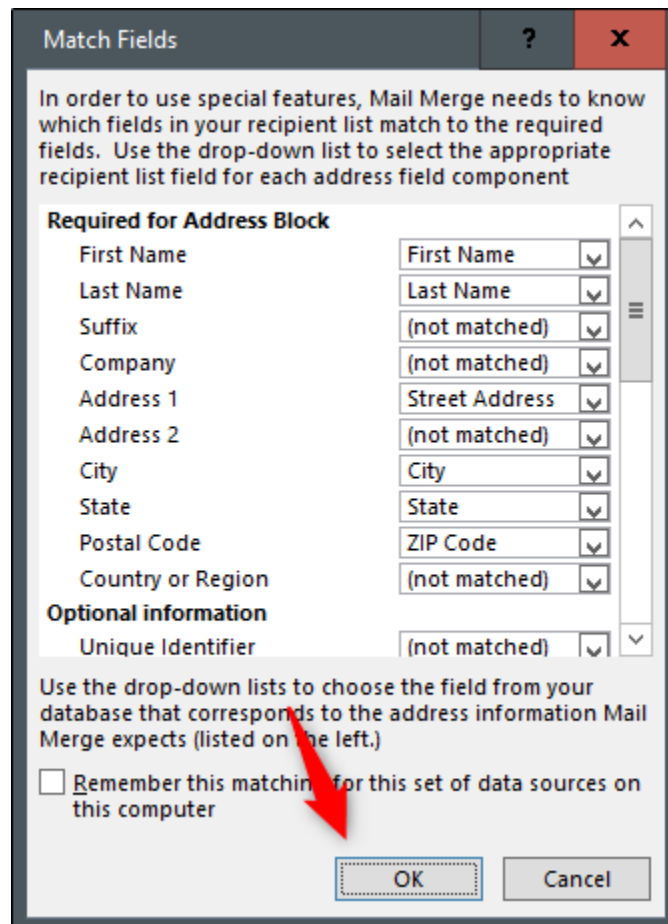 Match Fields ? x
In order to use special features, Mail Merge needs to know
which fields in your recipient list match to the required
fields. Use the drop-down list to select the appropriate
recipient list field for each address field component
Required for Address Block
First Name First Name
Last Name Last Name
Suffix (not matched)
Company (not matched)
Address 1 Street Address
Address 2 (not matched)
City City
State State
Postal Code ZIP Code
Country or Region (not matched)
Optional information
Unique Identifier (not matched)
Use the drop-down lists to choose the field from your
database that corresponds to the address information Mail
Merge expects (listed on the left.)
Remember this matching for this set of data sources on
this computer
OK Cancel